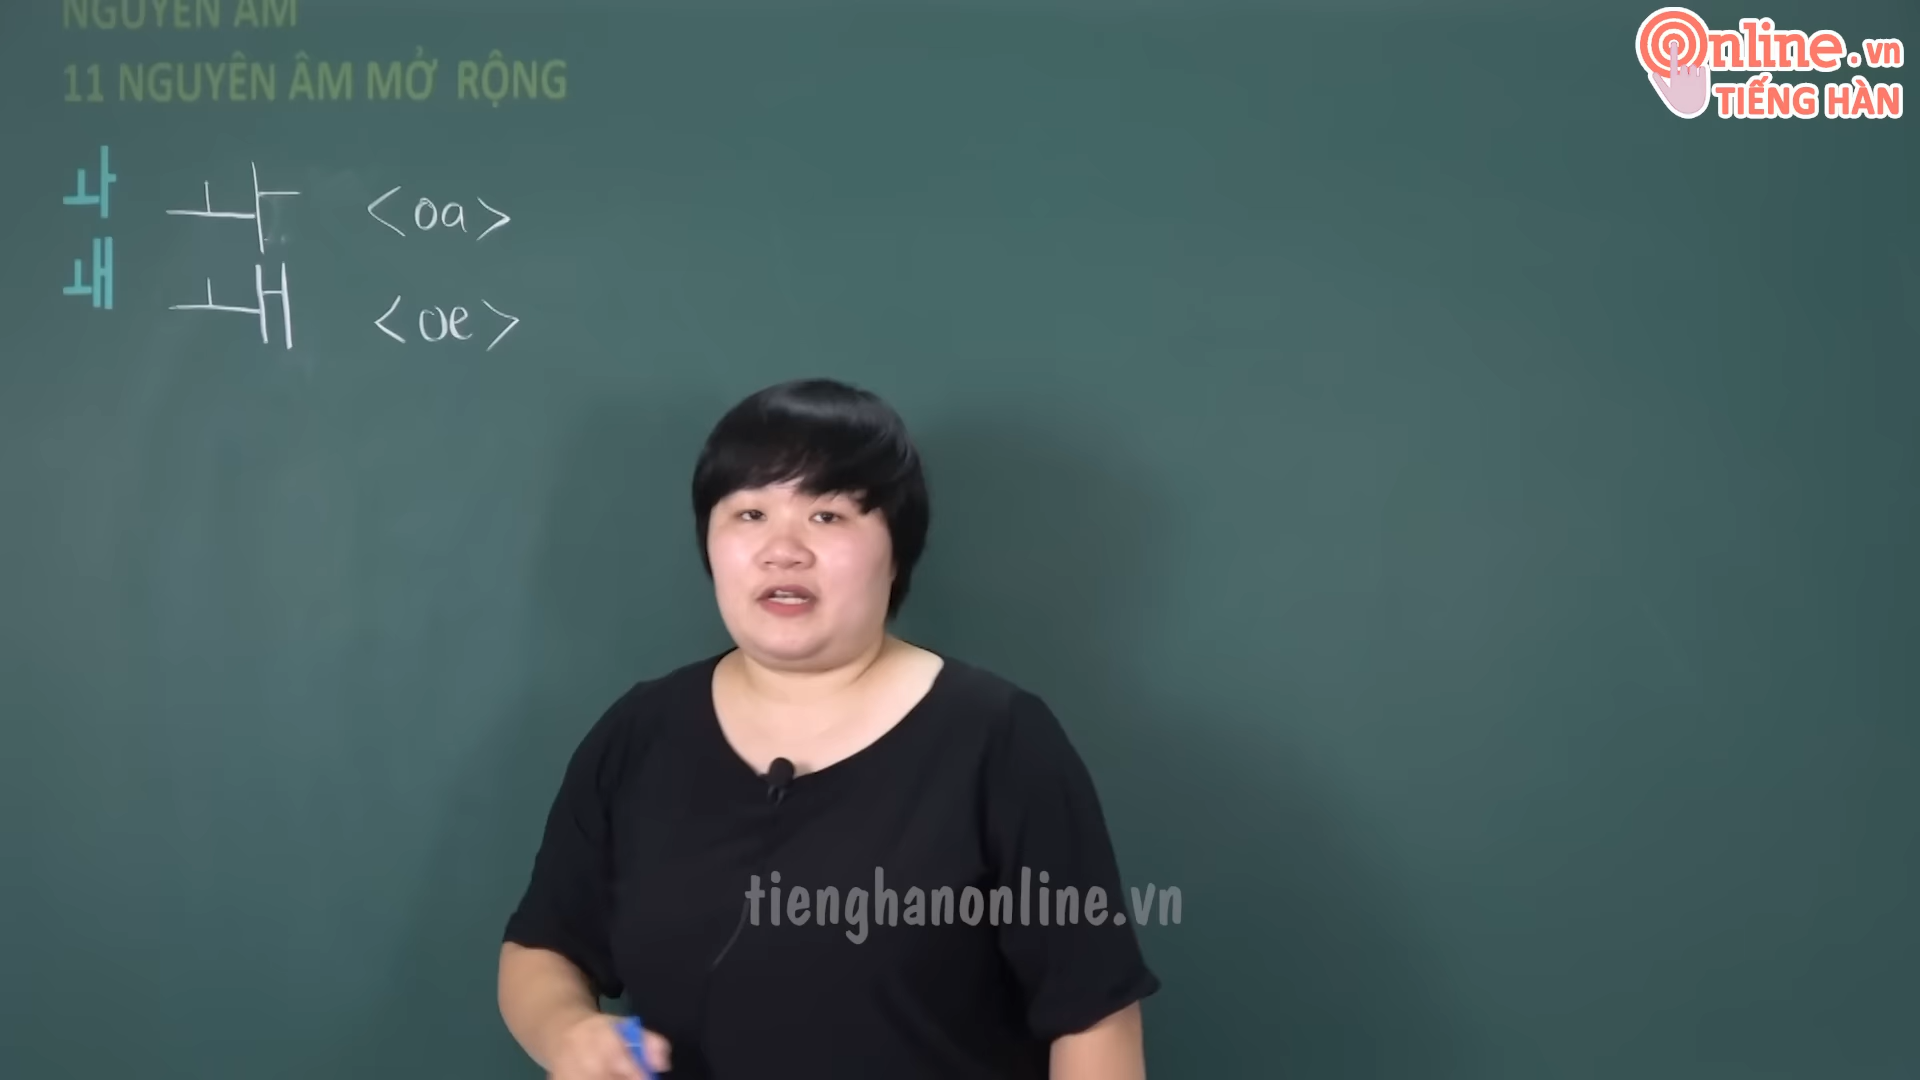 NGUYÊN ÂM
11 NGUYÊN ÂM MỞ RỘNG
ㅘ ㅘ <oa>
ㅙ ㅙ <oe>
Online.vn
TIẾNG HÀN
tienghanonline.vn